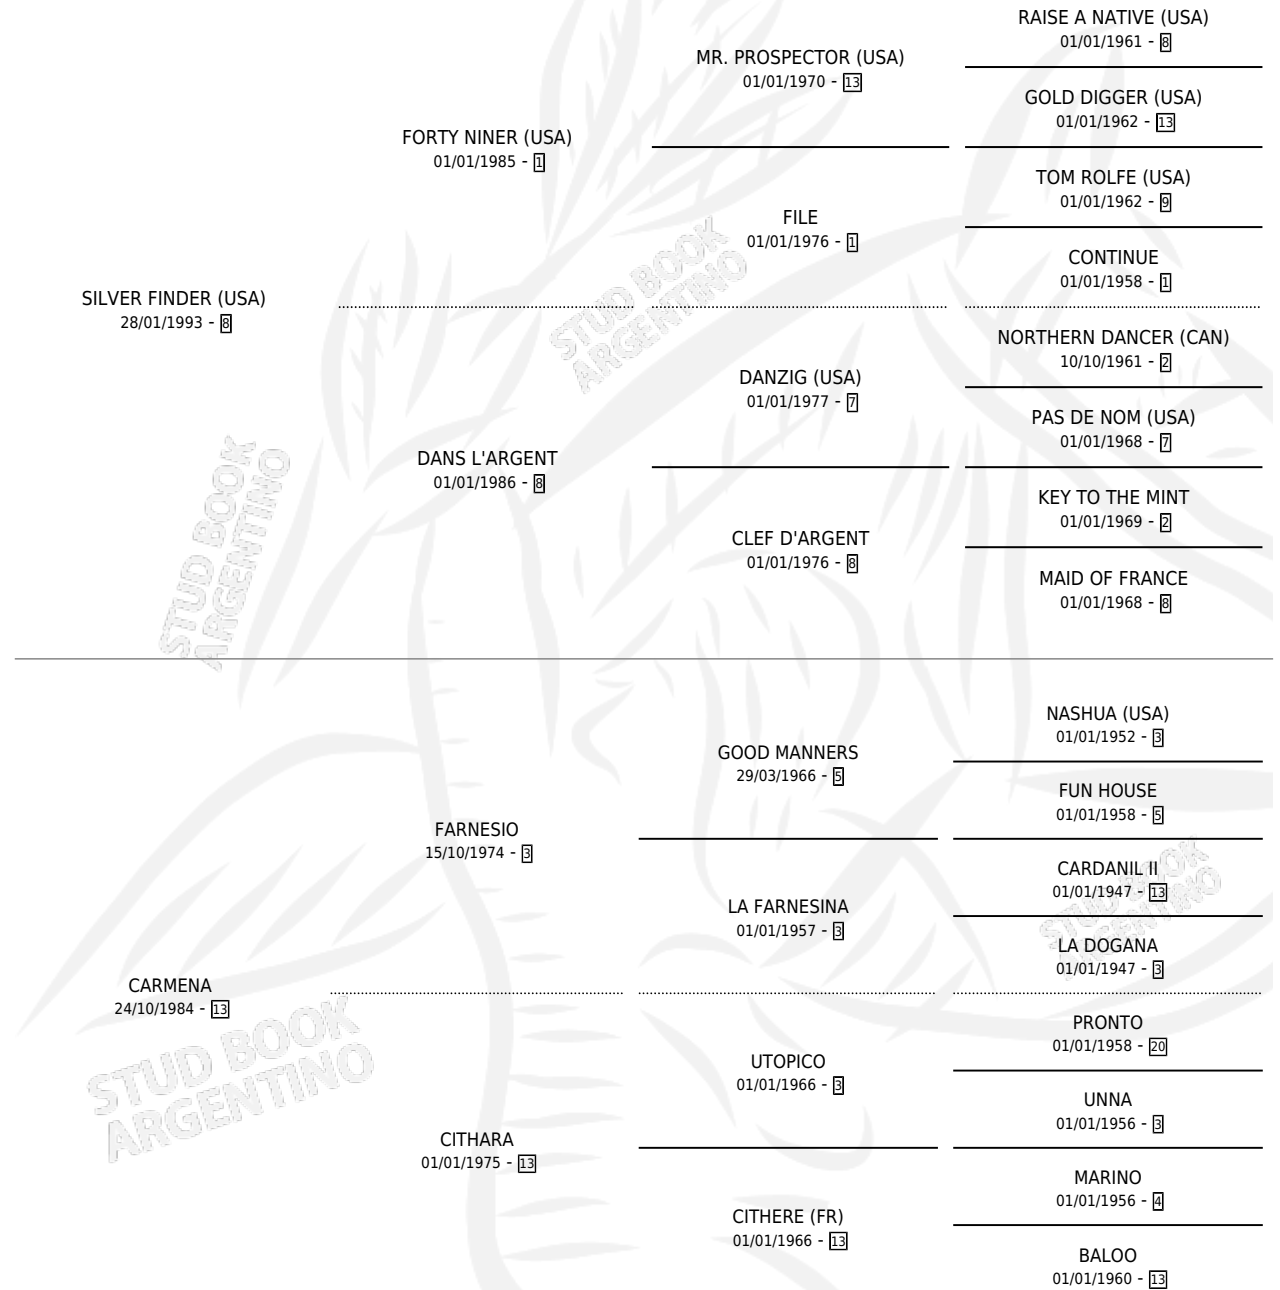 RAISE A NATIVE (USA)
01/01/1961 - 8
MR. PROSPECTOR (USA)
01/01/1970 - 13
GOLD DIGGER (USA)
01/01/1962 - 13
FORTY NINER (USA)
01/01/1985 - 1
TOM ROLFE (USA)
01/01/1962 - 9
FILE
01/01/1976 - 1
CONTINUE
01/01/1958 - 1
SILVER FINDER (USA)
28/01/1993 - 8
STUD BOOK
ARGENTINO
NORTHERN DANCER (CAN)
10/10/1961 - 2
DANZIG (USA)
01/01/1977 - 7
PAS DE NOM (USA)
01/01/1968 - 7
DANS L'ARGENT
01/01/1986 - 8
KEY TO THE MINT
01/01/1969 - 2
CLEF D'ARGENT
01/01/1976 - 8
MAID OF FRANCE
01/01/1968 - 8
STUD BOOK
ARGENTINO
NASHUA (USA)
01/01/1952 - 3
GOOD MANNERS
29/03/1966 - 5
FUN HOUSE
01/01/1958 - 5
FARNESIO
15/10/1974 - 3
CARDANIL II
01/01/1947 - 13
LA FARNESINA
01/01/1957 - 3
LA DOGANA
01/01/1947 - 3
STUD BOOK
ARGENTINO
CARMENA
24/10/1984 - 13
PRONTO
01/01/1958 - 20
UTOPICO
01/01/1966 - 3
UNNA
01/01/1956 - 3
STUD BOOK
ARGENTINO
CITHARA
01/01/1975 - 13
MARINO
01/01/1956 - 4
CITHERE (FR)
01/01/1966 - 13
BALOO
01/01/1960 - 13